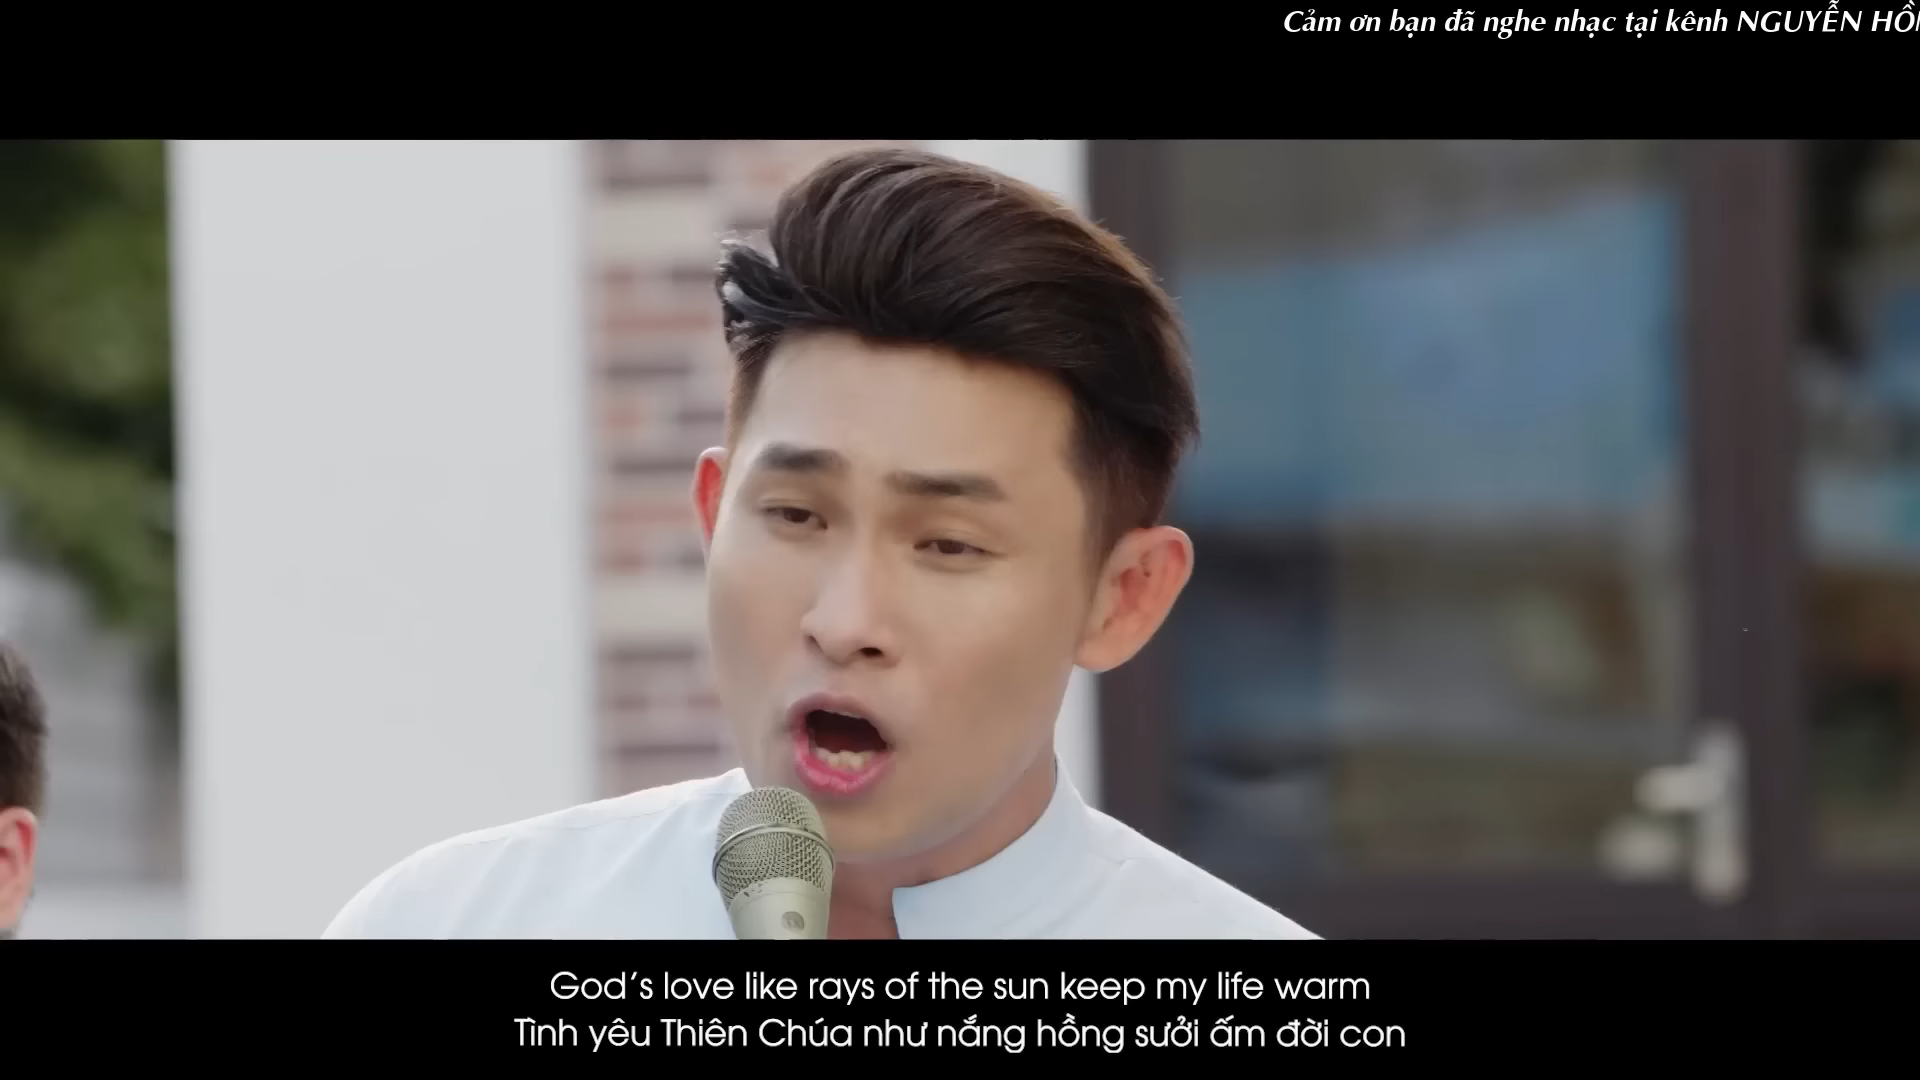 Cảm ơn bạn đã nghe nhạc tại kênh NGUYỄN
God's love like rays of the sun keep my life warm
Tình yêu Thiên Chúa như nắng hồng sưởi ấm đời con